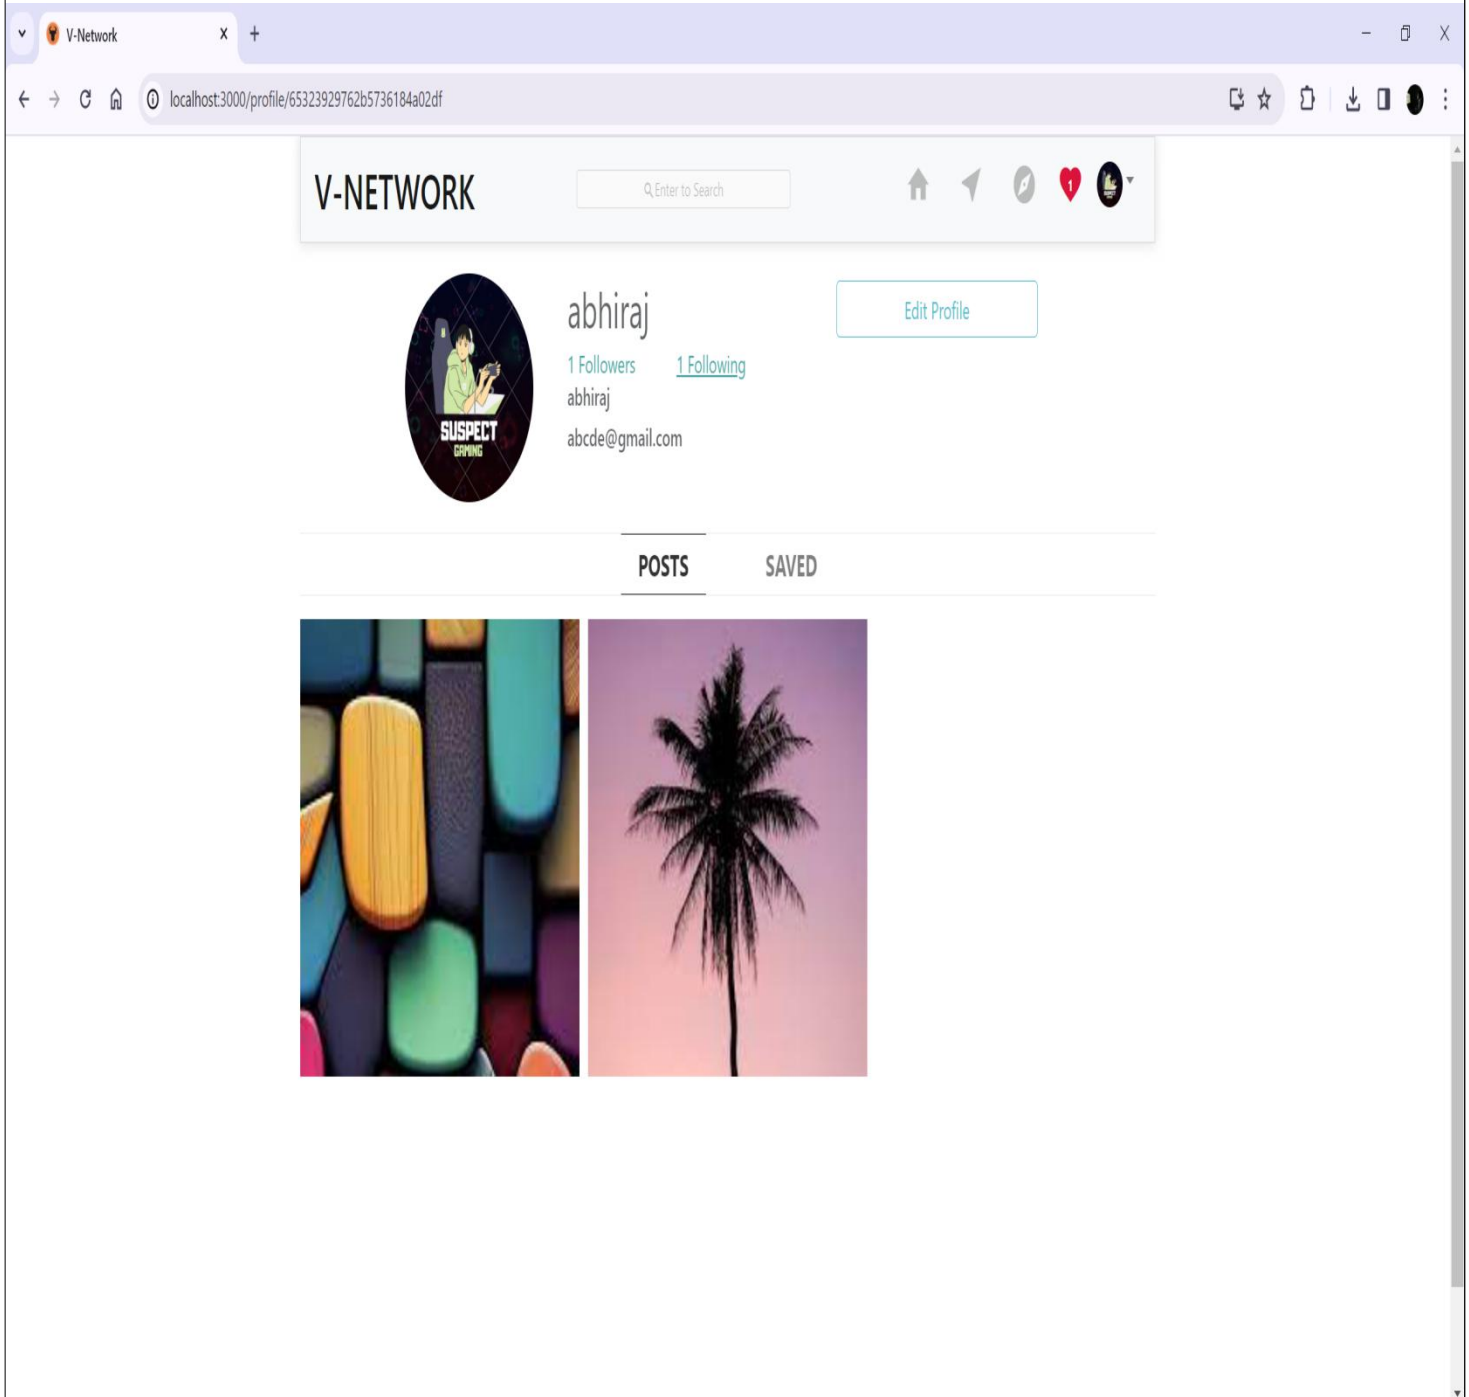 V-Network
localhost:3000/profile/65323929762b5736184a02df
V-NETWORK
Enter to Search
1
abhiraj
Edit Profile
1 Followers 1 Following
abhiraj
abcde@gmail.com
SUSPECT
GAMING
POSTS SAVED